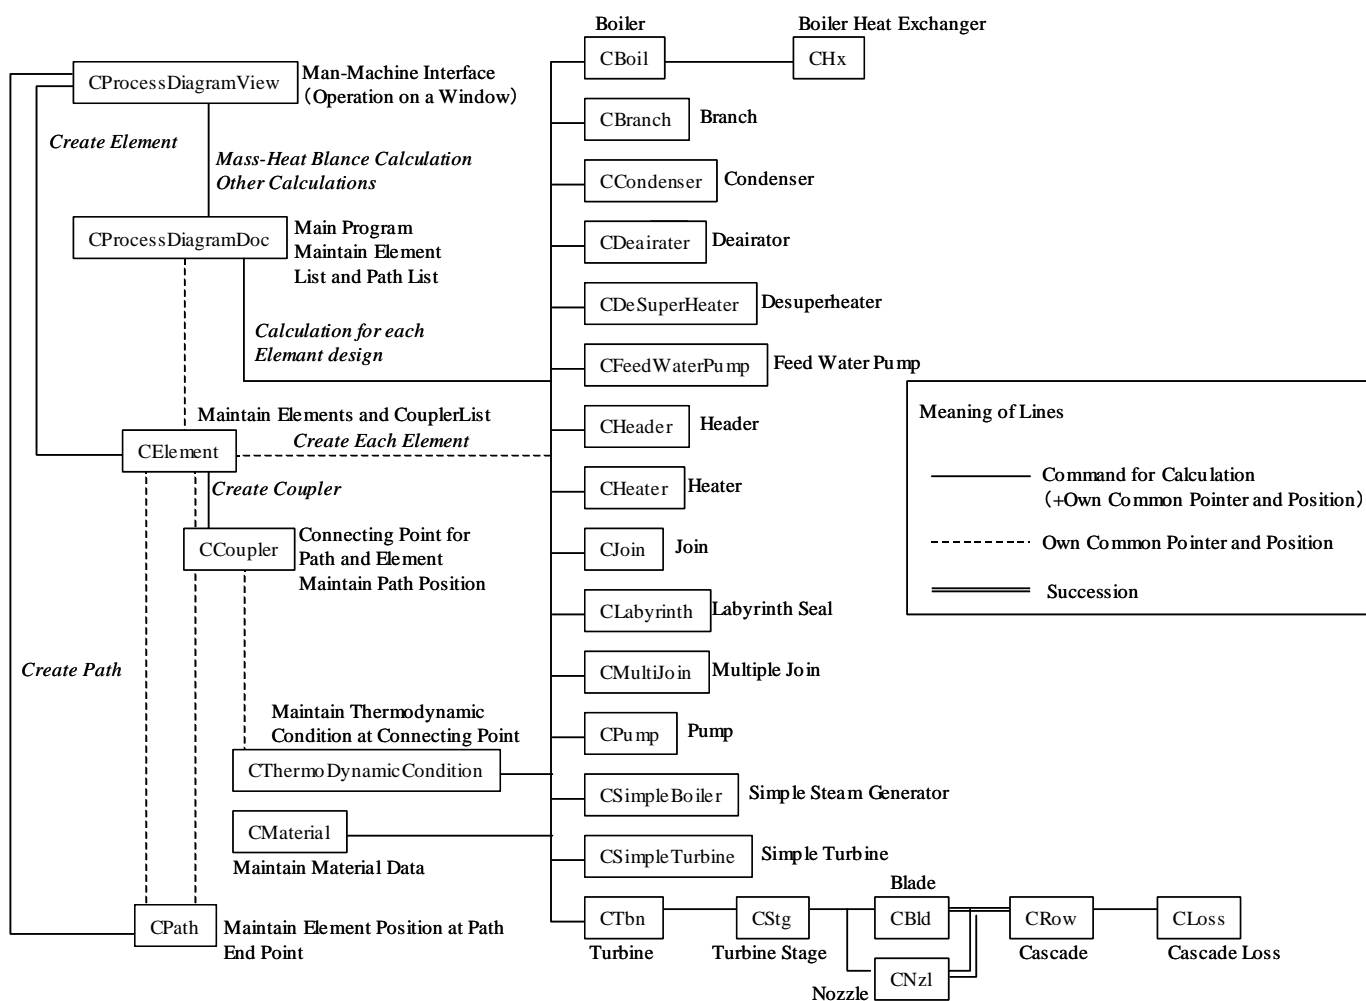 Boiler
Boiler Heat Exchanger
CBoil
CHx
CProcessDiagramView
Man-Machine Interface
(Operation on a Window)
CBranch
Branch
Create Element
Mass-Heat Blance Calculation
Other Calculations
CCondenser
Condenser
CProcessDiagramDoc
Main Program
Maintain Element
List and Path List
CDeairater
Deairator
CDeSuperHeater
Desuperheater
Calculation for each
Elemant design
CFeedWaterPump
Feed Water Pump
Maintain Elements and CouplerList
Create Each Element
CElement
CHeader
Header
Meaning of Lines
Command for Calculation
(+Own Common Pointer and Position)
Own Common Pointer and Position
Succession
Create Coupler
CHeater
Heater
CCoupler
Connecting Point for
Path and Element
Maintain Path Position
CJoin
Join
CLabyrinth
Labyrinth Seal
Create Path
CMultiJoin
Multiple Join
Maintain Thermodynamic
Condition at Connecting Point
CThermoDynamicCondition
CPump
Pump
CSimpleBoiler
Simple Steam Generator
CMaterial
Maintain Material Data
CSimpleTurbine
Simple Turbine
CPath
Maintain Element Position at Path
End Point
CTbn
Turbine
CStg
Turbine Stage
Blade
CBld
CRow
Cascade
CLoss
Cascade Loss
CNzl
Nozzle